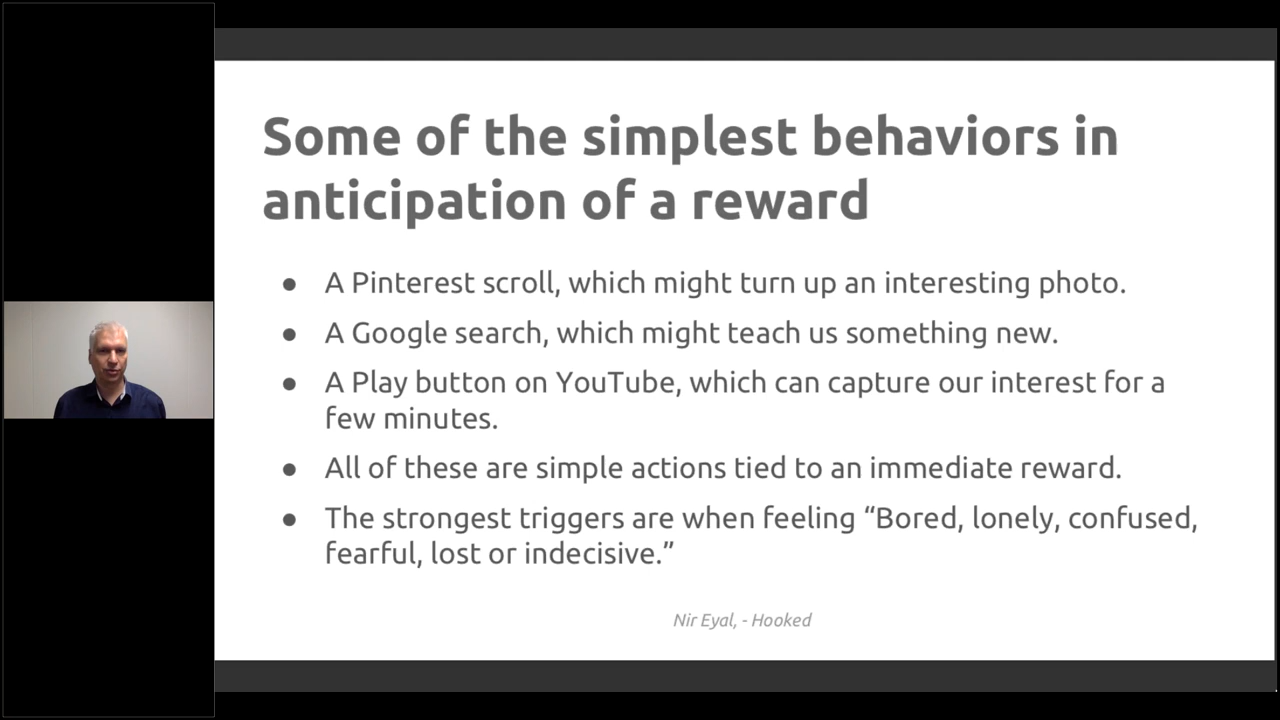 Some of the simplest behaviors in
anticipation of a reward
● A Pinterest scroll, which might turn up an interesting photo.
● A Google search, which might teach us something new.
● A Play button on YouTube, which can capture our interest for a
few minutes.
● All of these are simple actions tied to an immediate reward.
● The strongest triggers are when feeling “Bored, lonely, confused,
fearful, lost or indecisive.”
Nir Eyal, - Hooked